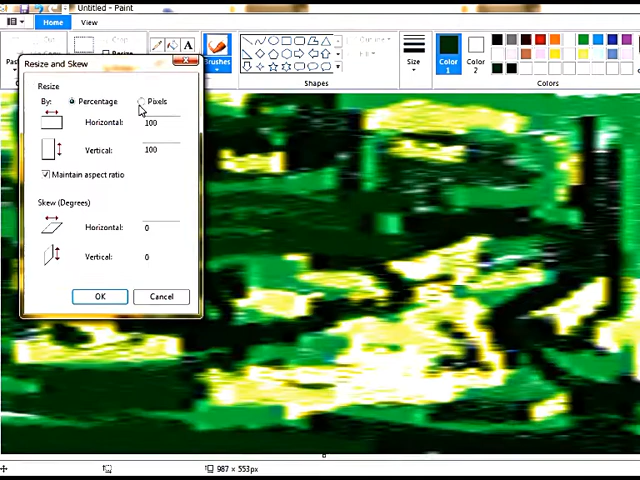 Untitled - Paint
Home
View
Resize
Brushes
Shapes
Size
Color 1
Color 2
Colors
Resize and Skew
Resize
By:
Percentage
Pixels
Horizontal:
100
Vertical:
100
Maintain aspect ratio
Skew (Degrees)
Horizontal:
0
Vertical:
0
OK
Cancel
987 × 553px